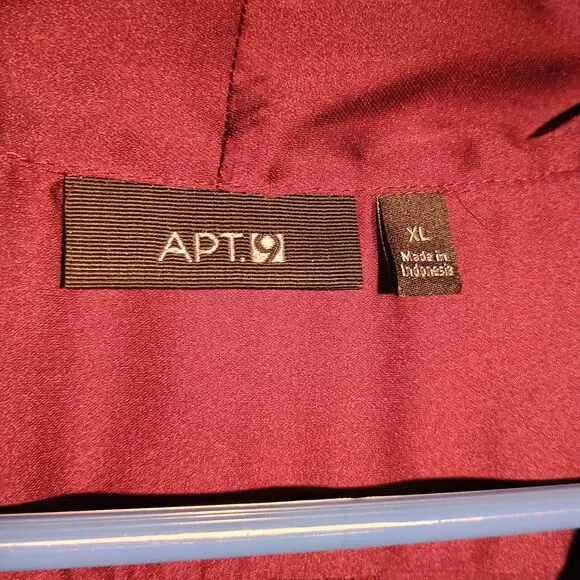 APT.9
XL
Made in
Indonesia